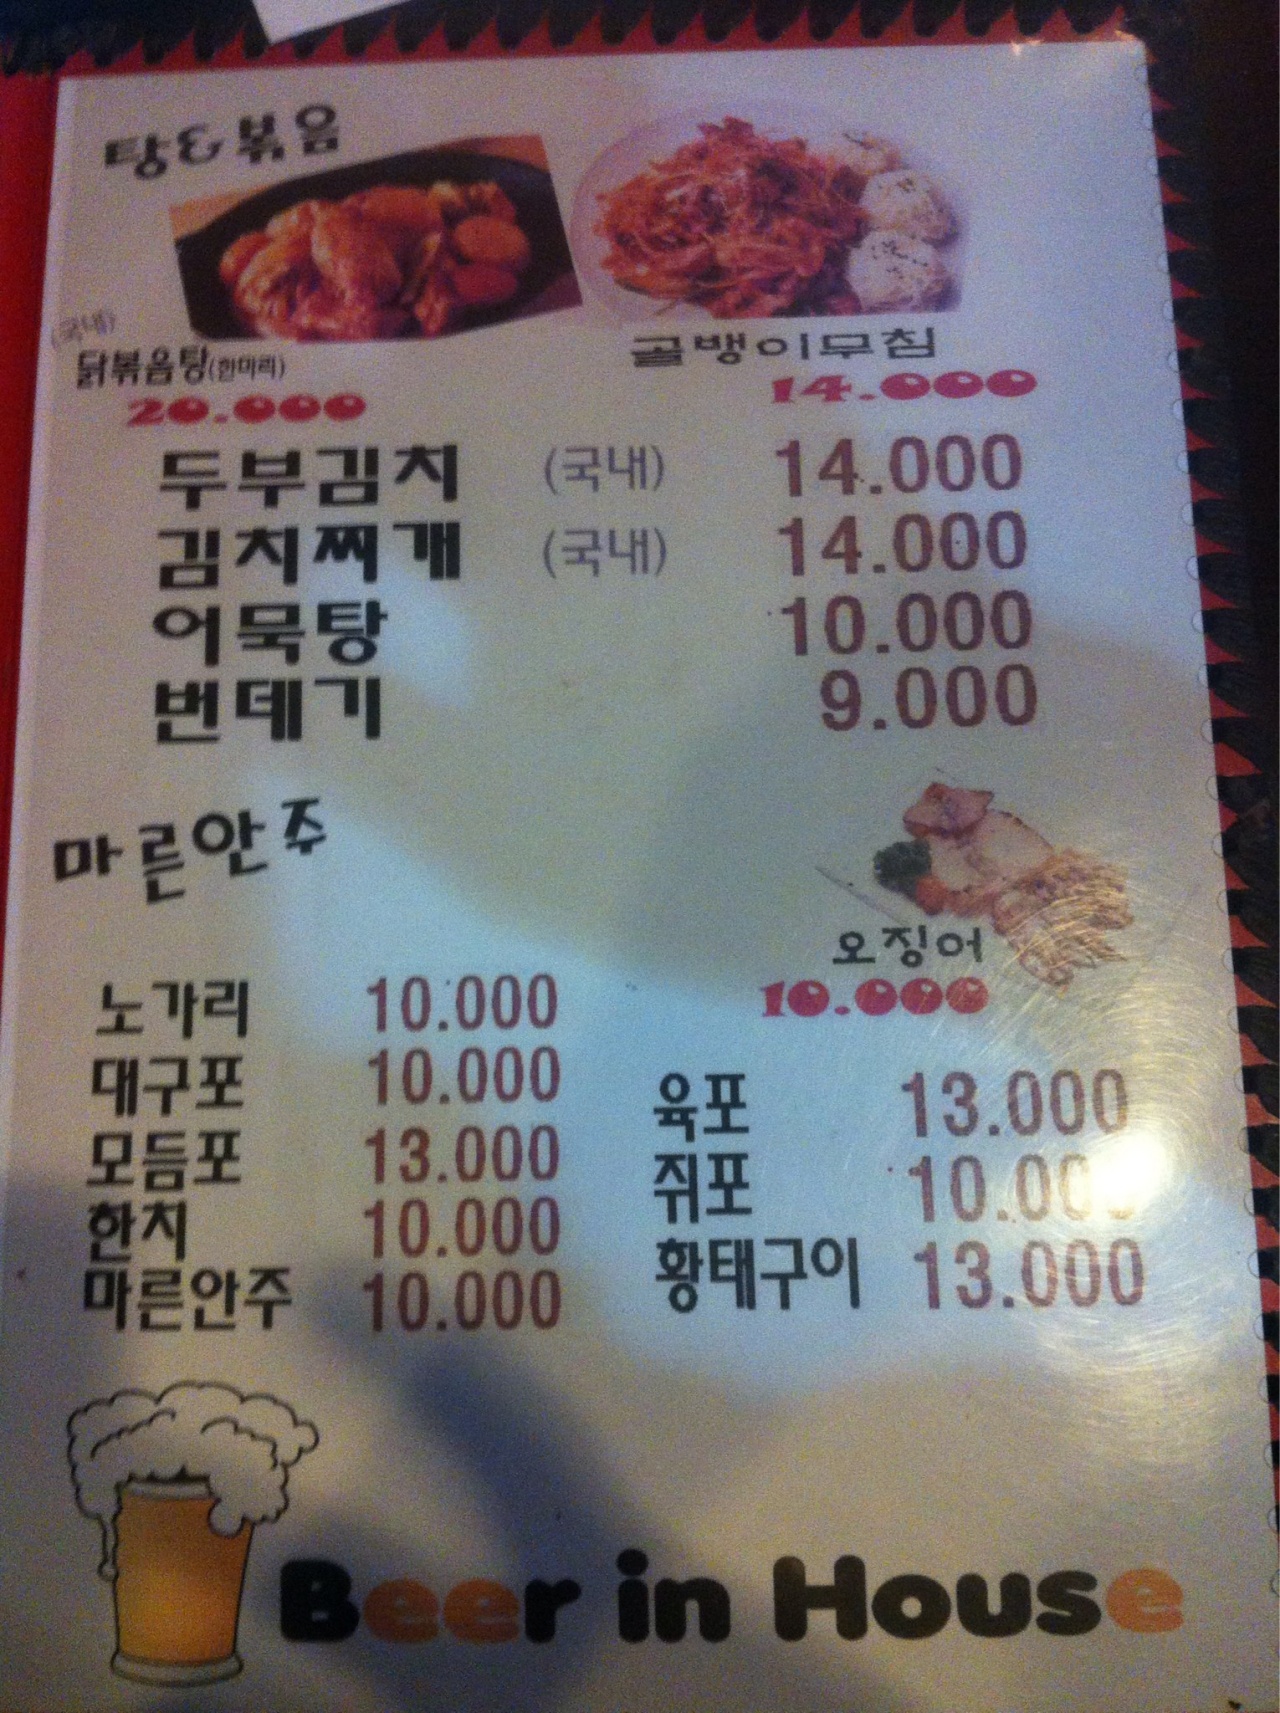 탕&볶음
(국내)
닭볶음탕(한마리)
20.000
골뱅이무침
14.000
두부김치 (국내) 14.000
김치찌개 (국내) 14.000
어묵탕 10.000
번데기 9.000
마른안주
오징어
10.000
노가리 10.000
대구포 10.000
모듬포 13.000
한치 10.000
마른안주 10.000
육포 13.000
쥐포 10.000
황태구이 13.000
Beer in House